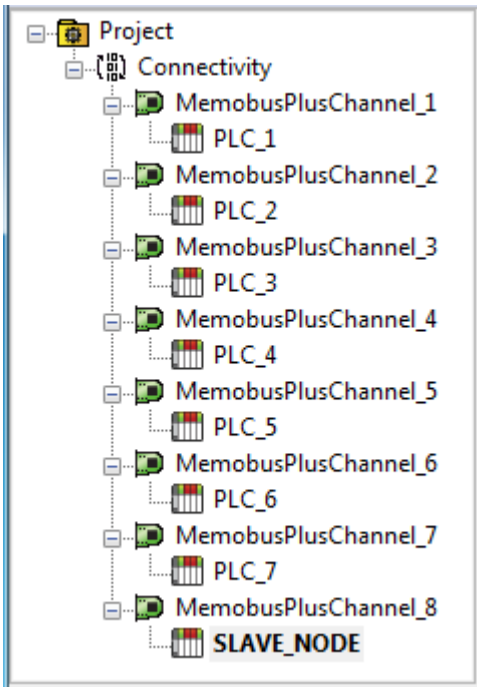 Project
Connectivity
MemobusPlusChannel_1
PLC_1
MemobusPlusChannel_2
PLC_2
MemobusPlusChannel_3
PLC_3
MemobusPlusChannel_4
PLC_4
MemobusPlusChannel_5
PLC_5
MemobusPlusChannel_6
PLC_6
MemobusPlusChannel_7
PLC_7
MemobusPlusChannel_8
SLAVE_NODE